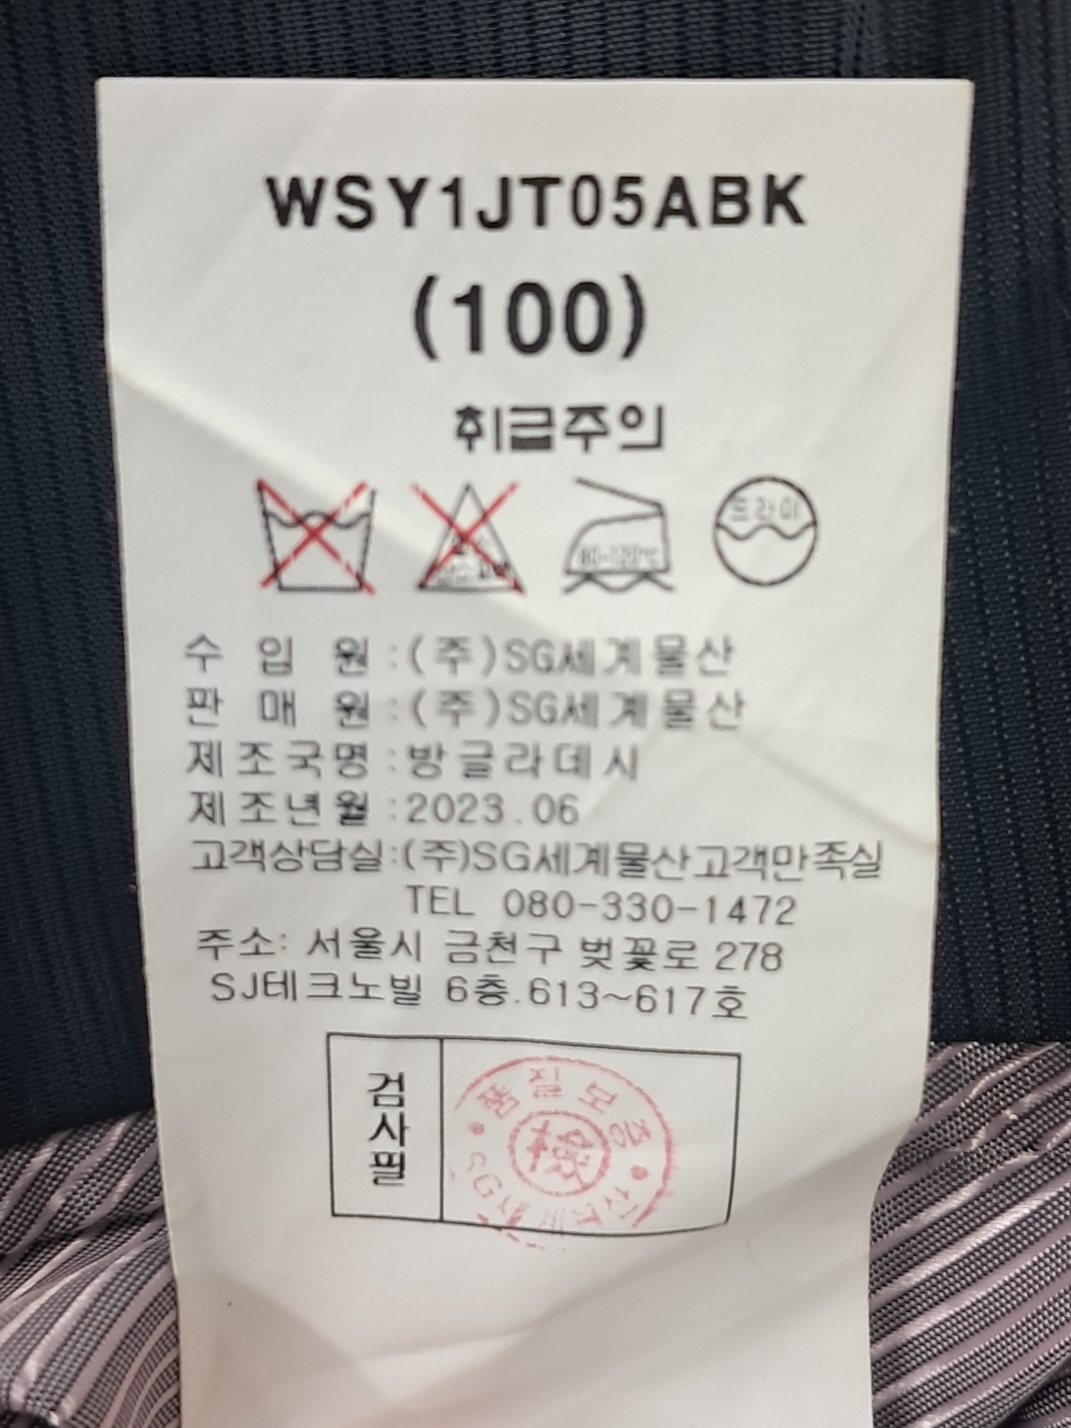 WSY1JT05ABK
(100)
취급주의
80~120℃
드라이
수 입 원 : (주)SG세계물산
판 매 원 : (주)SG세계물산
제조국명 : 방글라데시
제조년월 : 2023.06
고객상담실:(주)SG세계물산고객만족실
TEL 080-330-1472
주소: 서울시 금천구 벚꽃로 278
SJ테크노빌 6층.613~617호
검사필
품질보증